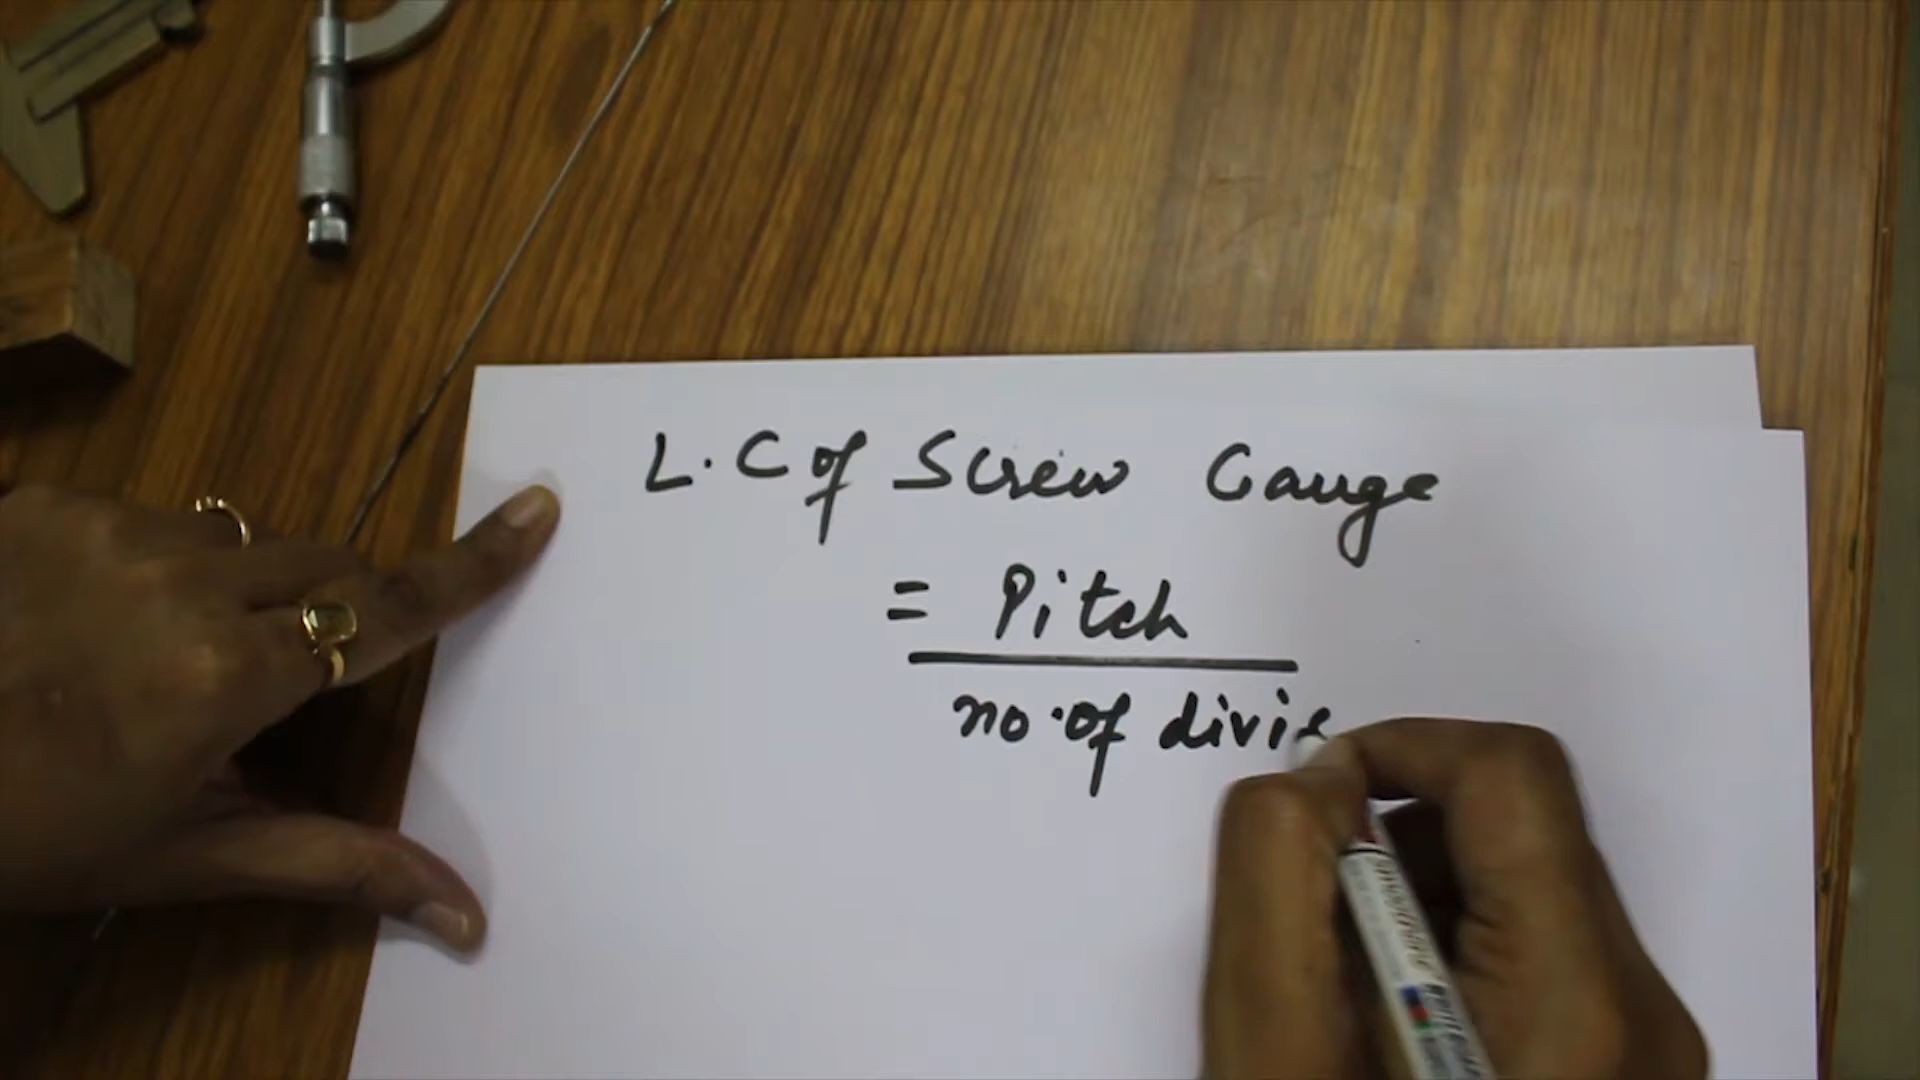 L.C of Screw Gauge
= Pitch
no. of divis